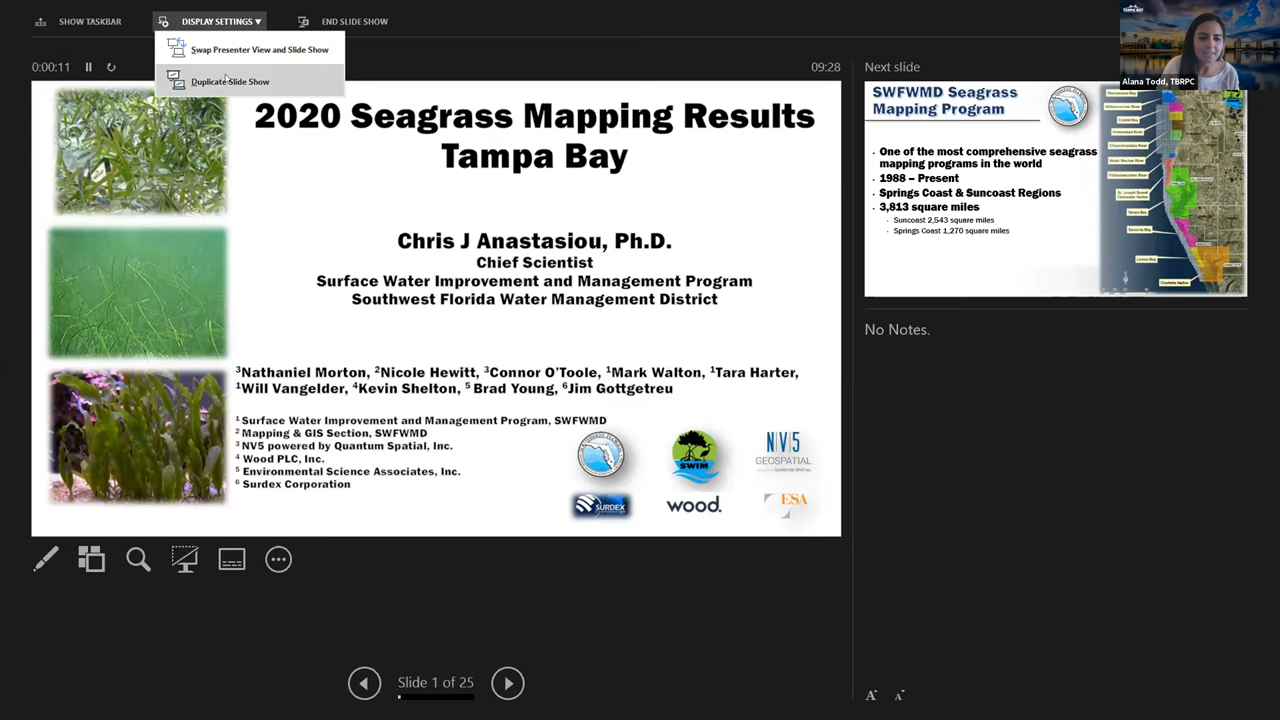 SHOW TASKBAR
DISPLAY SETTINGS ▼
END SLIDE SHOW
Swap Presenter View and Slide Show
Duplicate Slide Show
0:00:11
09:28
2020 Seagrass Mapping Results
Tampa Bay
Chris J Anastasiou, Ph.D.
Chief Scientist
Surface Water Improvement and Management Program
Southwest Florida Water Management District
3Nathaniel Morton, 2Nicole Hewitt, 3Connor O'Toole, 1Mark Walton, 1Tara Harter,
1Will Vangelder, 4Kevin Shelton, 5 Brad Young, 6Jim Gottgetreu
1 Surface Water Improvement and Management Program, SWFWMD
2 Mapping & GIS Section, SWFWMD
3 NV5 powered by Quantum Spatial, Inc.
4 Wood PLC, Inc.
5 Environmental Science Associates, Inc.
6 Surdex Corporation
SWIM
NV5
GEOSPATIAL
SURDEX
wood.
ESA
Slide 1 of 25
Next slide
SWFWMD Seagrass
Mapping Program
• One of the most comprehensive seagrass
mapping programs in the world
• 1988 – Present
• Springs Coast & Suncoast Regions
• 3,813 square miles
• Suncoast 2,543 square miles
• Springs Coast 1,270 square miles
Tampa Bay
Charlotte Harbor
No Notes.
A
A
TAMPA BAY
Alana Todd, TBRPC